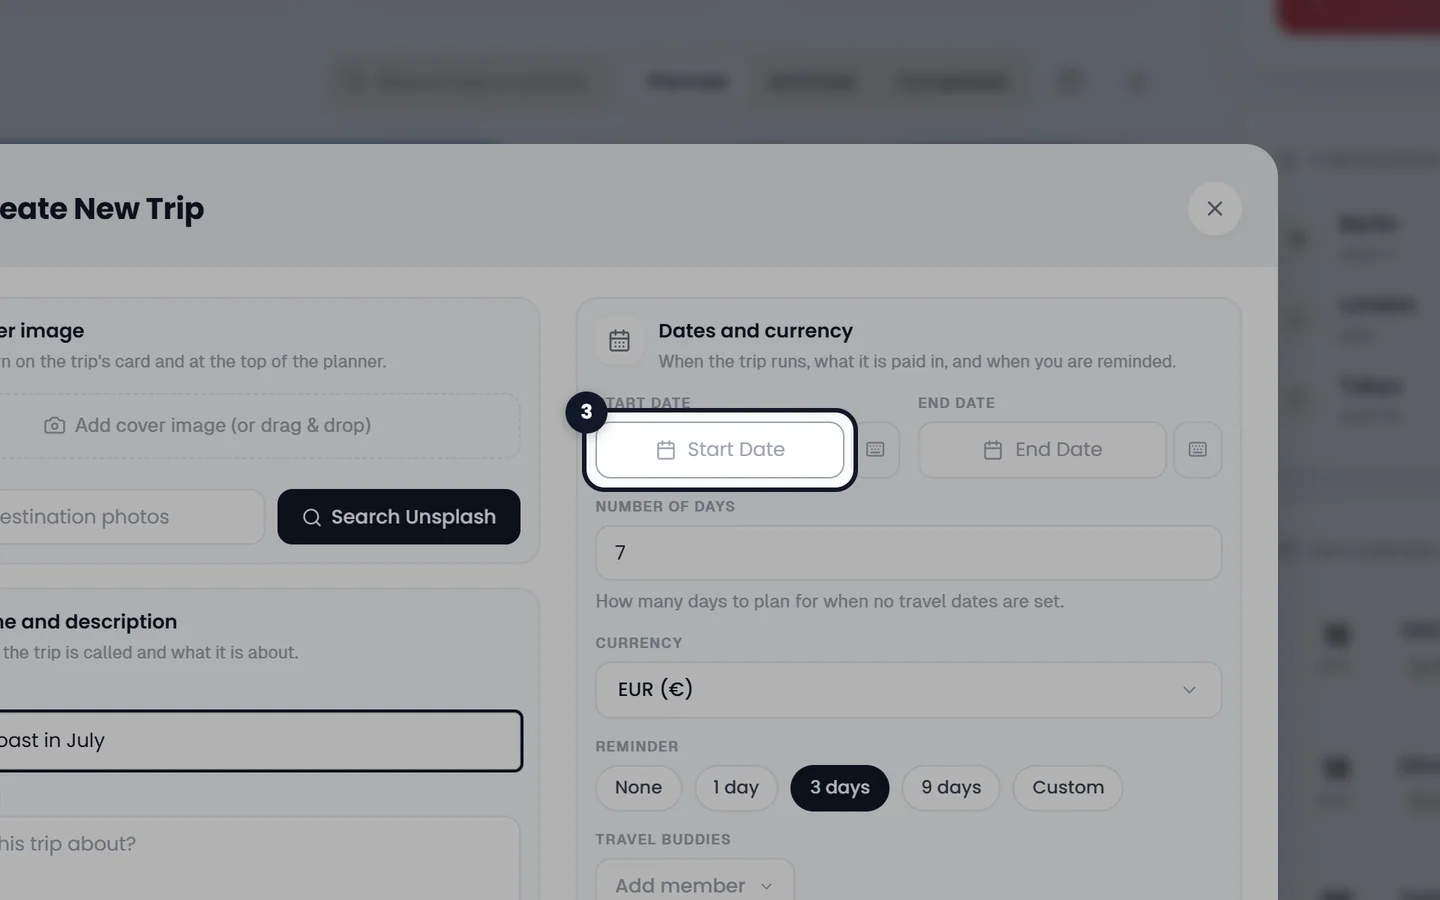 eate New Trip
er image
n on the trip's card and at the top of the planner.
Add cover image (or drag & drop)
estination photos
Search Unsplash
ne and description
the trip is called and what it is about.
oast in July
his trip about?
Dates and currency
When the trip runs, what it is paid in, and when you are reminded.
3
TART DATE
END DATE
Start Date
End Date
NUMBER OF DAYS
7
How many days to plan for when no travel dates are set.
CURRENCY
EUR (€)
REMINDER
None
1 day
3 days
9 days
Custom
TRAVEL BUDDIES
Add member